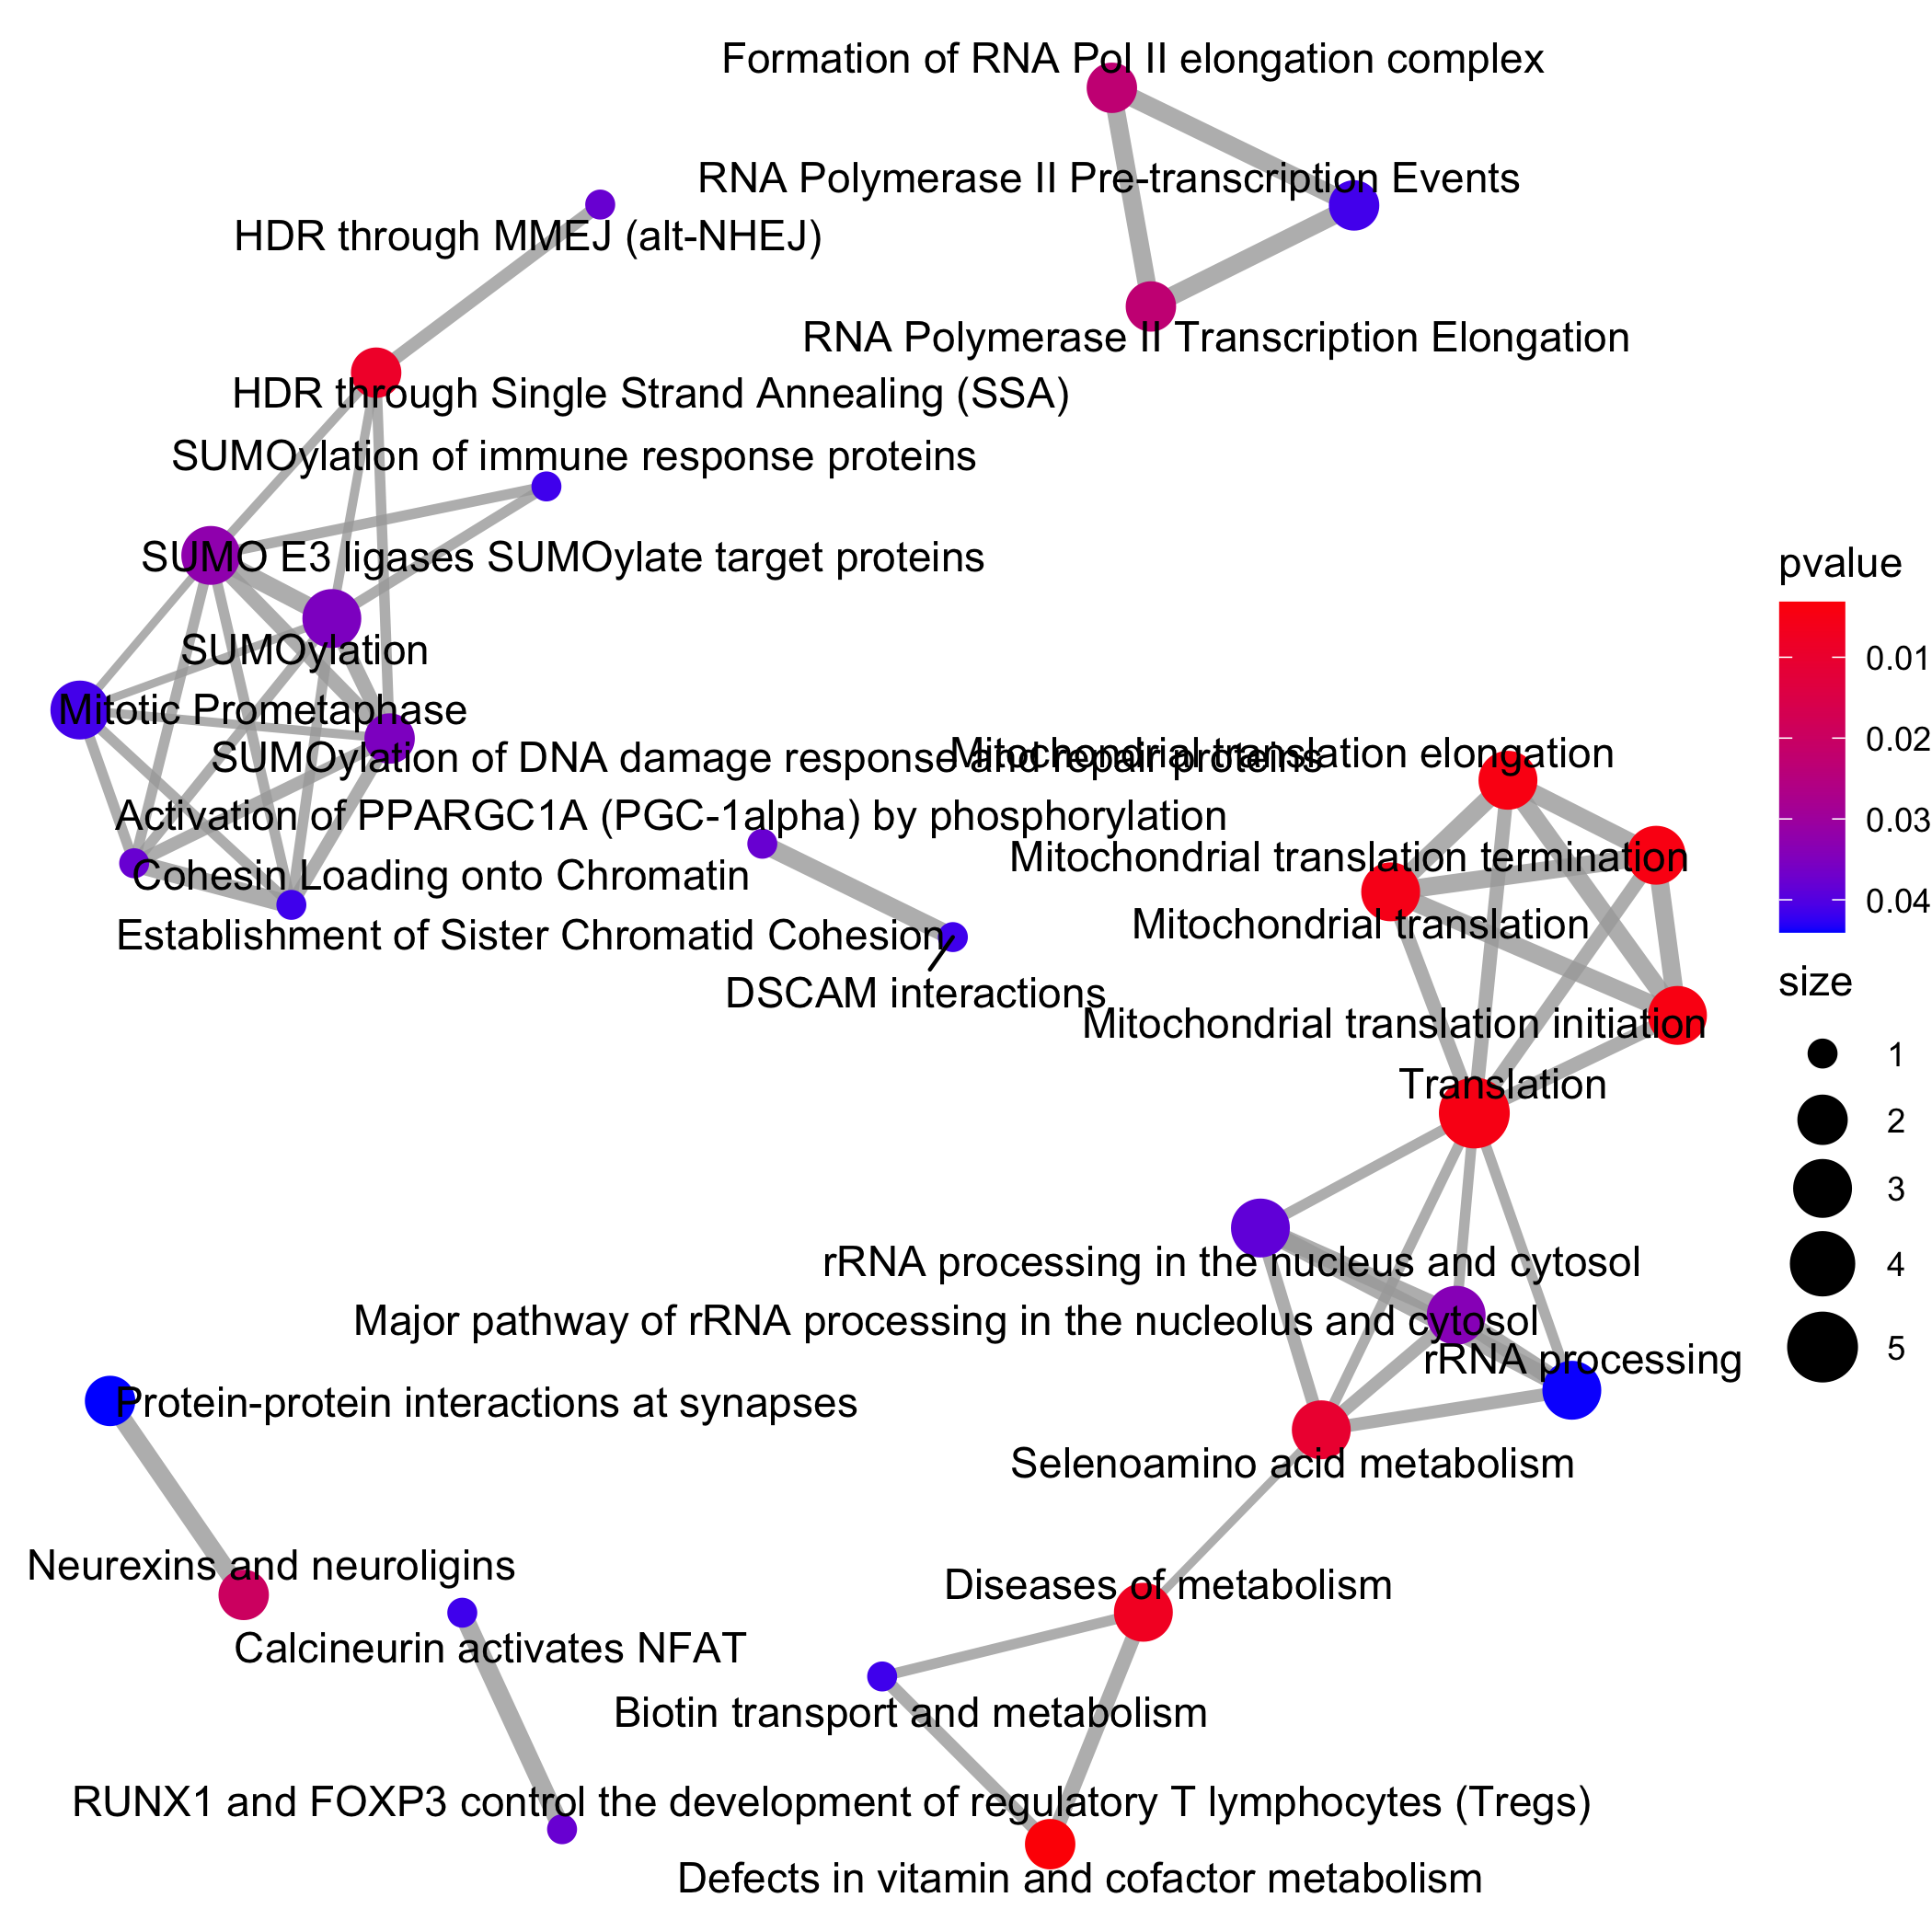 Formation of RNA Pol II elongation complex
RNA Polymerase II Pre-transcription Events
HDR through MMEJ (alt-NHEJ)
RNA Polymerase II Transcription Elongation
HDR through Single Strand Annealing (SSA)
SUMOylation of immune response proteins
SUMO E3 ligases SUMOylate target proteins
SUMOylation
Mitotic Prometaphase
SUMOylation of DNA damage response and repair proteins
Mitochondrial translation elongation
Activation of PPARGC1A (PGC-1alpha) by phosphorylation
Mitochondrial translation termination
Cohesin Loading onto Chromatin
Mitochondrial translation
Establishment of Sister Chromatid Cohesion
DSCAM interactions
Mitochondrial translation initiation
Translation
rRNA processing in the nucleus and cytosol
Major pathway of rRNA processing in the nucleolus and cytosol
rRNA processing
Protein-protein interactions at synapses
Selenoamino acid metabolism
Neurexins and neuroligins
Diseases of metabolism
Calcineurin activates NFAT
Biotin transport and metabolism
RUNX1 and FOXP3 control the development of regulatory T lymphocytes (Tregs)
Defects in vitamin and cofactor metabolism
pvalue
0.01
0.02
0.03
0.04
size
1
2
3
4
5